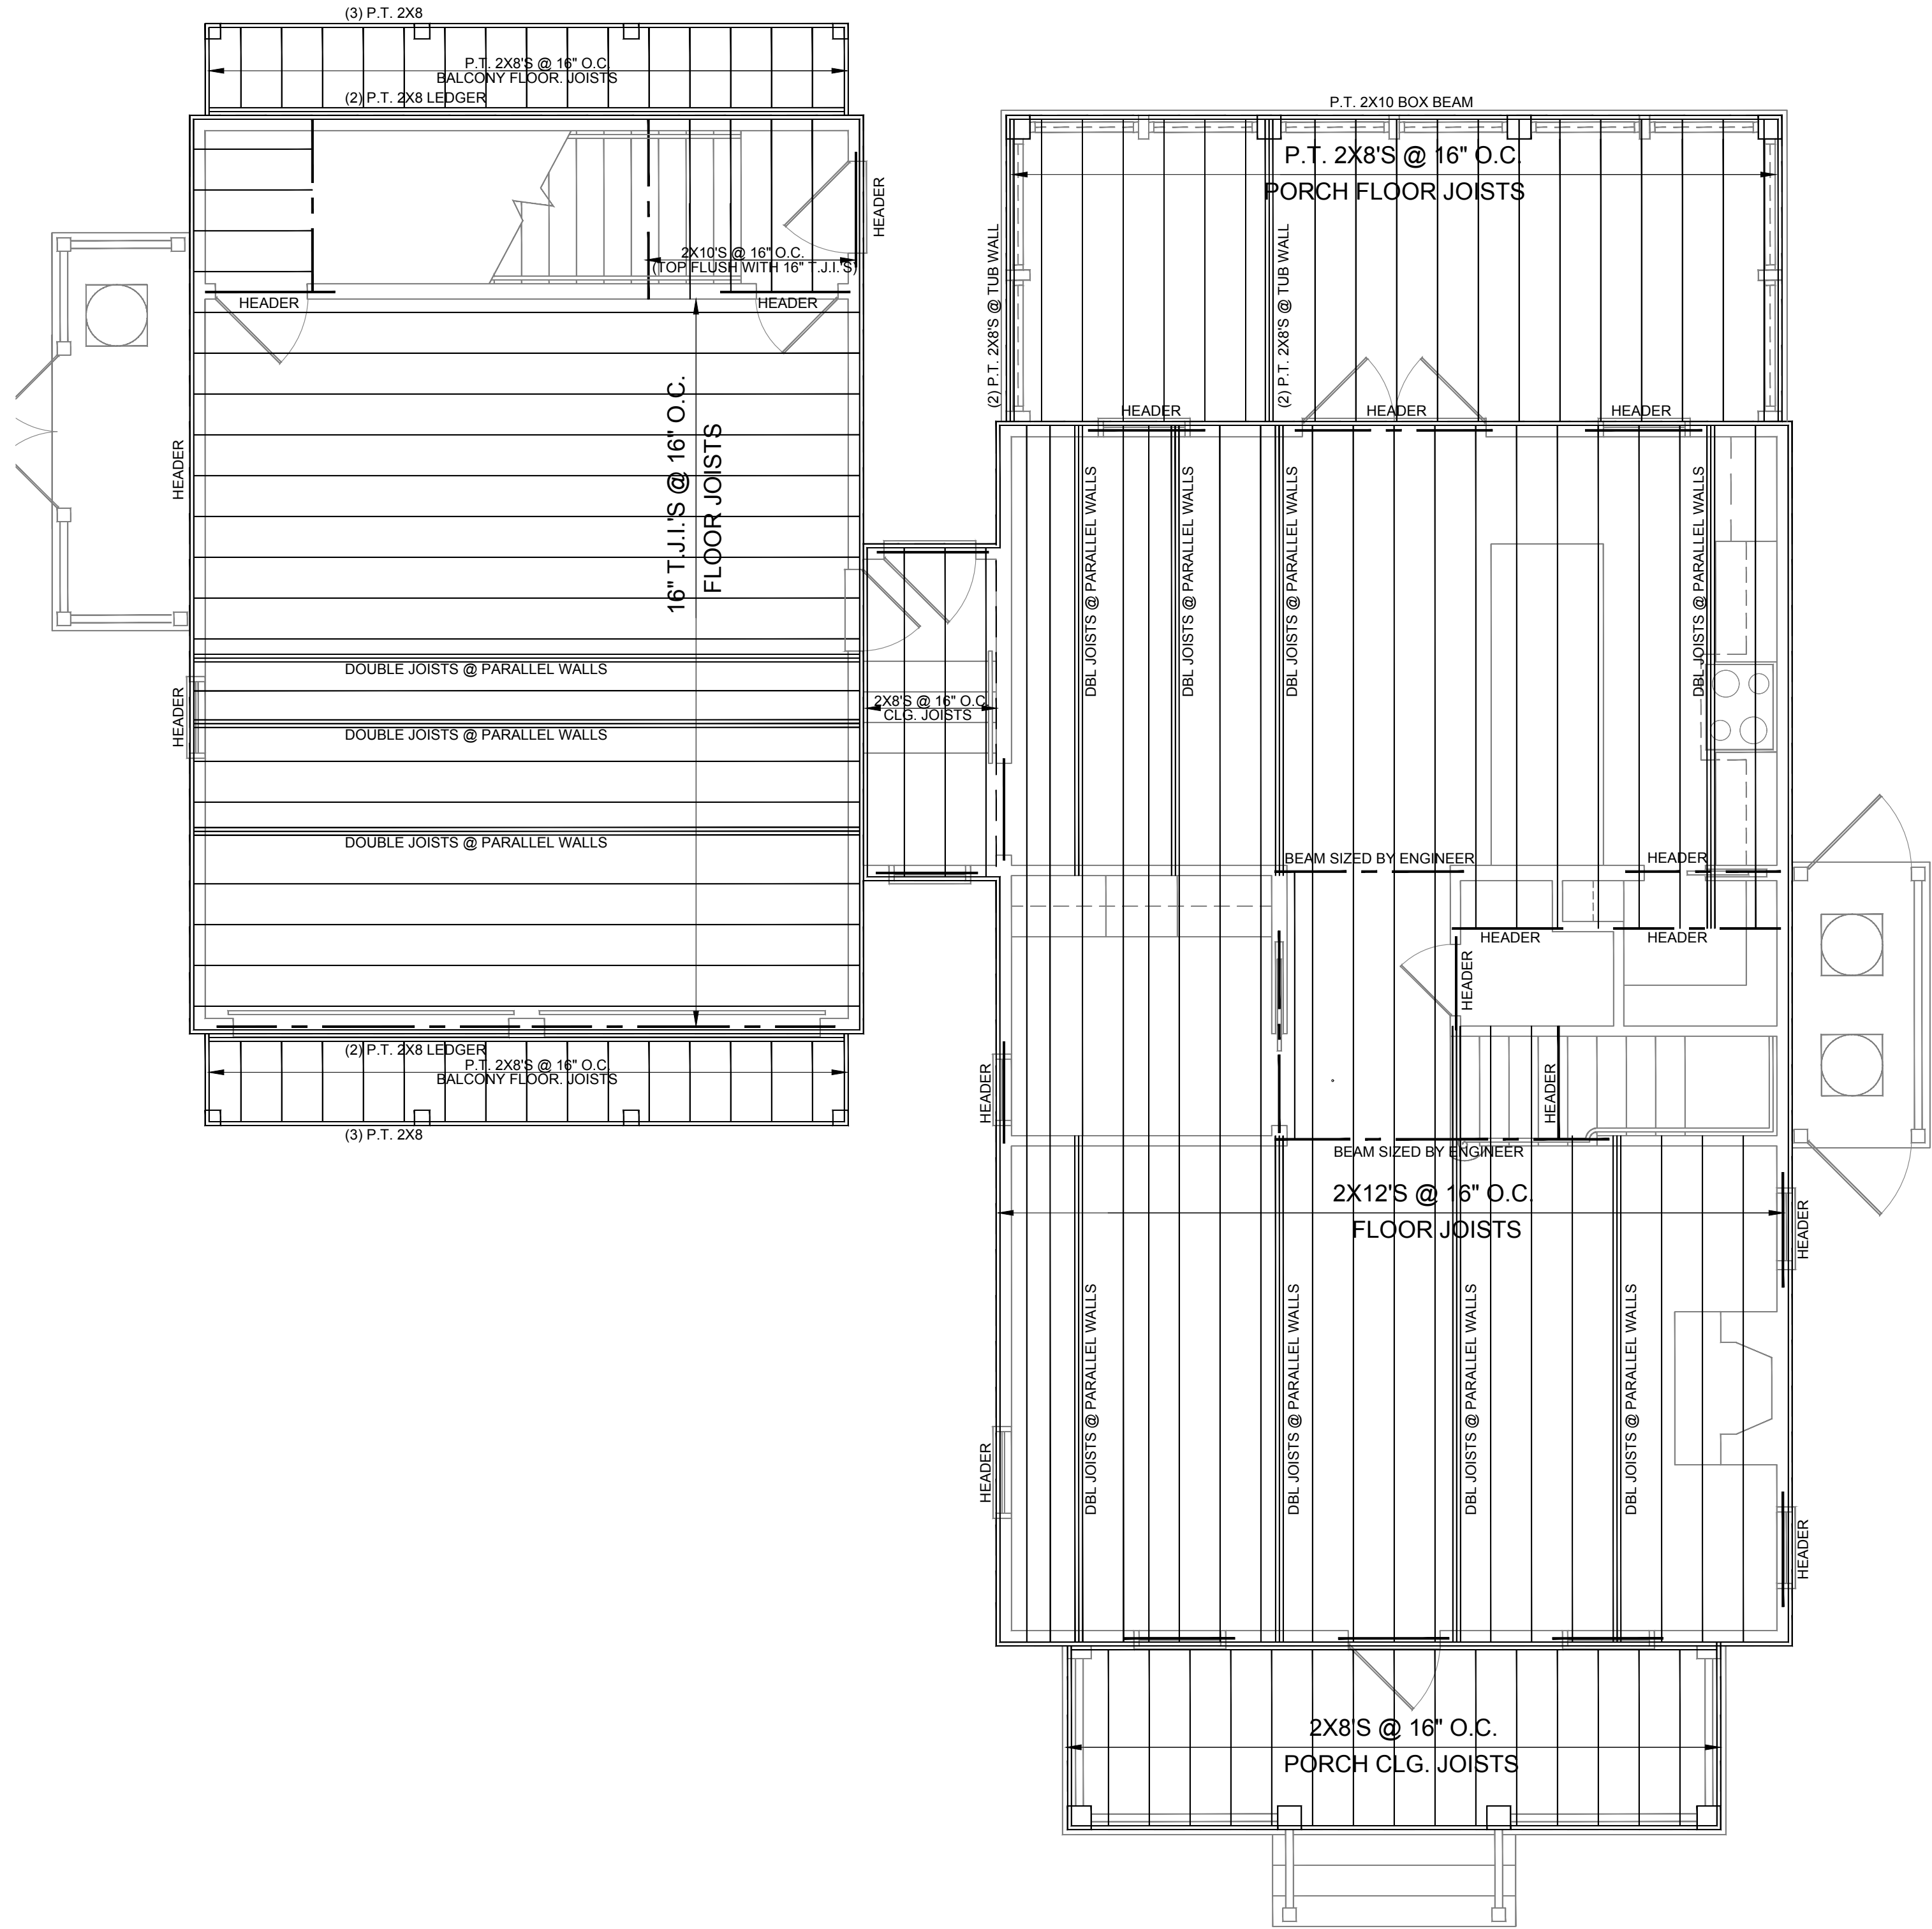 (3) P.T. 2X8
P.T. 2X8'S @ 16" O.C.
BALCONY FLOOR. JOISTS
(2) P.T. 2X8 LEDGER
HEADER
2X10'S @ 16" O.C.
(TOP FLUSH WITH 16" T.J.I.'S)
HEADER
HEADER
HEADER
16" T.J.I.'S @ 16" O.C.
FLOOR JOISTS
DOUBLE JOISTS @ PARALLEL WALLS
HEADER
DOUBLE JOISTS @ PARALLEL WALLS
DOUBLE JOISTS @ PARALLEL WALLS
(2) P.T. 2X8 LEDGER
P.T. 2X8'S @ 16" O.C.
BALCONY FLOOR. JOISTS
(3) P.T. 2X8
2X8'S @ 16" O.C.
CLG. JOISTS
P.T. 2X10 BOX BEAM
P.T. 2X8'S @ 16" O.C.
PORCH FLOOR JOISTS
(2) P.T. 2X8'S @ TUB WALL
(2) P.T. 2X8'S @ TUB WALL
HEADER
HEADER
HEADER
DBL JOISTS @ PARALLEL WALLS
DBL JOISTS @ PARALLEL WALLS
DBL JOISTS @ PARALLEL WALLS
DBL JOISTS @ PARALLEL WALLS
BEAM SIZED BY ENGINEER
HEADER
HEADER
HEADER
HEADER
HEADER
HEADER
BEAM SIZED BY ENGINEER
2X12'S @ 16" O.C.
FLOOR JOISTS
HEADER
DBL JOISTS @ PARALLEL WALLS
DBL JOISTS @ PARALLEL WALLS
DBL JOISTS @ PARALLEL WALLS
DBL JOISTS @ PARALLEL WALLS
HEADER
HEADER
2X8'S @ 16" O.C.
PORCH CLG. JOISTS